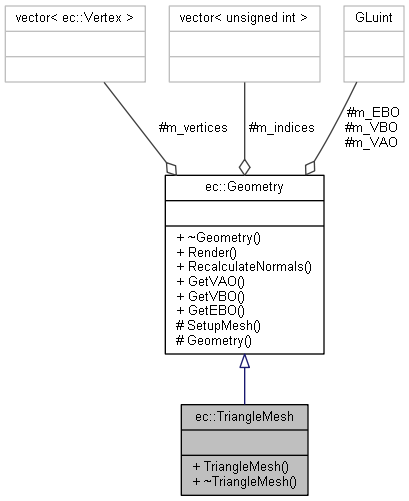 vector< ec::Vertex >
vector< unsigned int >
GLuint
#m_vertices
#m_indices
#m_EBO
#m_VBO
#m_VAO
ec::Geometry
+ ~Geometry()
+ Render()
+ RecalculateNormals()
+ GetVAO()
+ GetVBO()
+ GetEBO()
# SetupMesh()
# Geometry()
ec::TriangleMesh
+ TriangleMesh()
+ ~TriangleMesh()